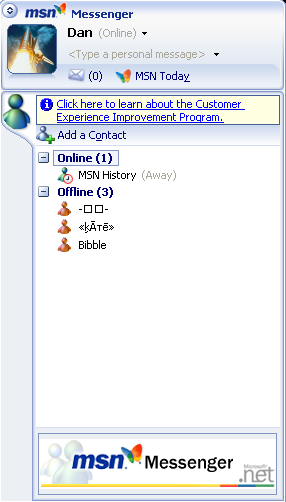 msn Messenger
Dan (Online)
<Type a personal message>
(0) MSN Today
Click here to learn about the Customer
Experience Improvement Program.
Add a Contact
Online (1)
MSN History (Away)
Offline (3)
-□□-
«ķÃтē»
Bibble
msn Messenger
Microsoft .net